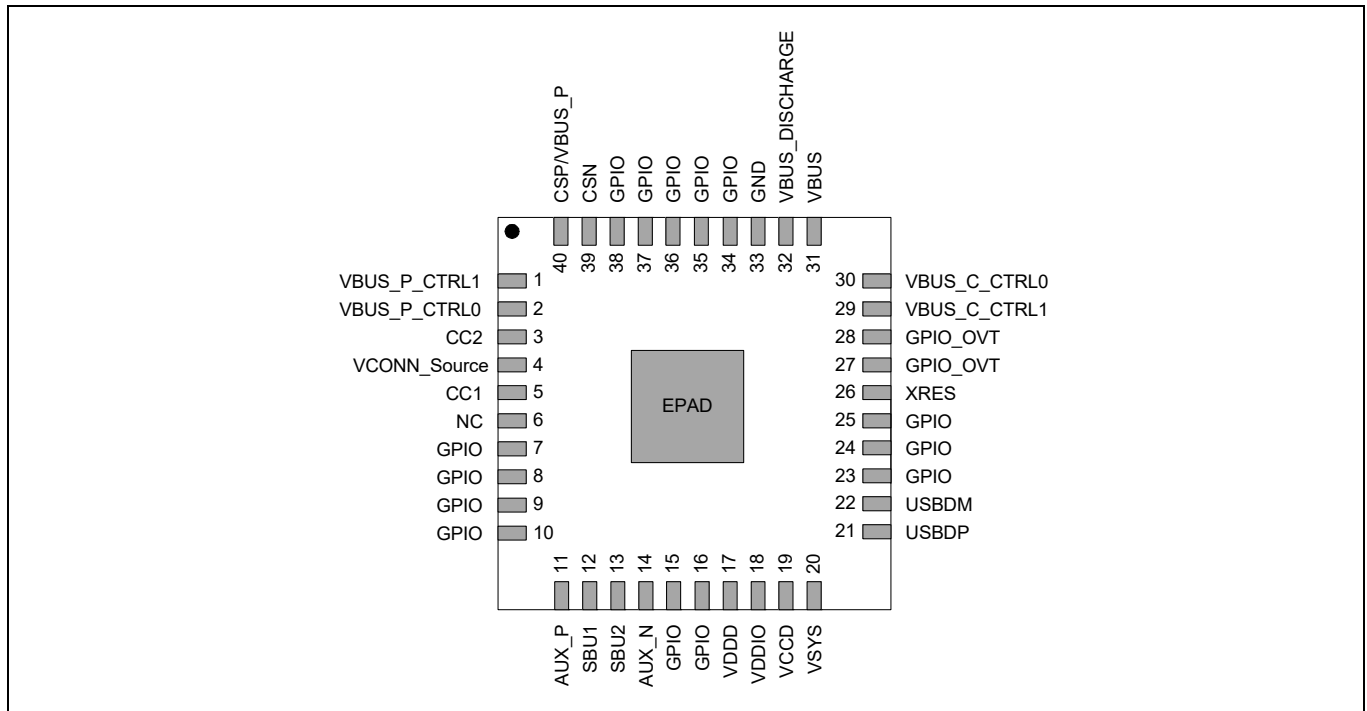 CSP/VBUS_P
CSN
GPIO
GPIO
GPIO
GPIO
GPIO
GND
VBUS_DISCHARGE
VBUS
40
39
38
37
36
35
34
33
32
31
VBUS_P_CTRL1 1
VBUS_P_CTRL0 2
CC2 3
VCONN_Source 4
CC1 5
NC 6
GPIO 7
GPIO 8
GPIO 9
GPIO 10
EPAD
30 VBUS_C_CTRL0
29 VBUS_C_CTRL1
28 GPIO_OVT
27 GPIO_OVT
26 XRES
25 GPIO
24 GPIO
23 GPIO
22 USBDM
21 USBDP
11
12
13
14
15
16
17
18
19
20
AUX_P
SBU1
SBU2
AUX_N
GPIO
GPIO
VDDD
VDDIO
VCCD
VSYS